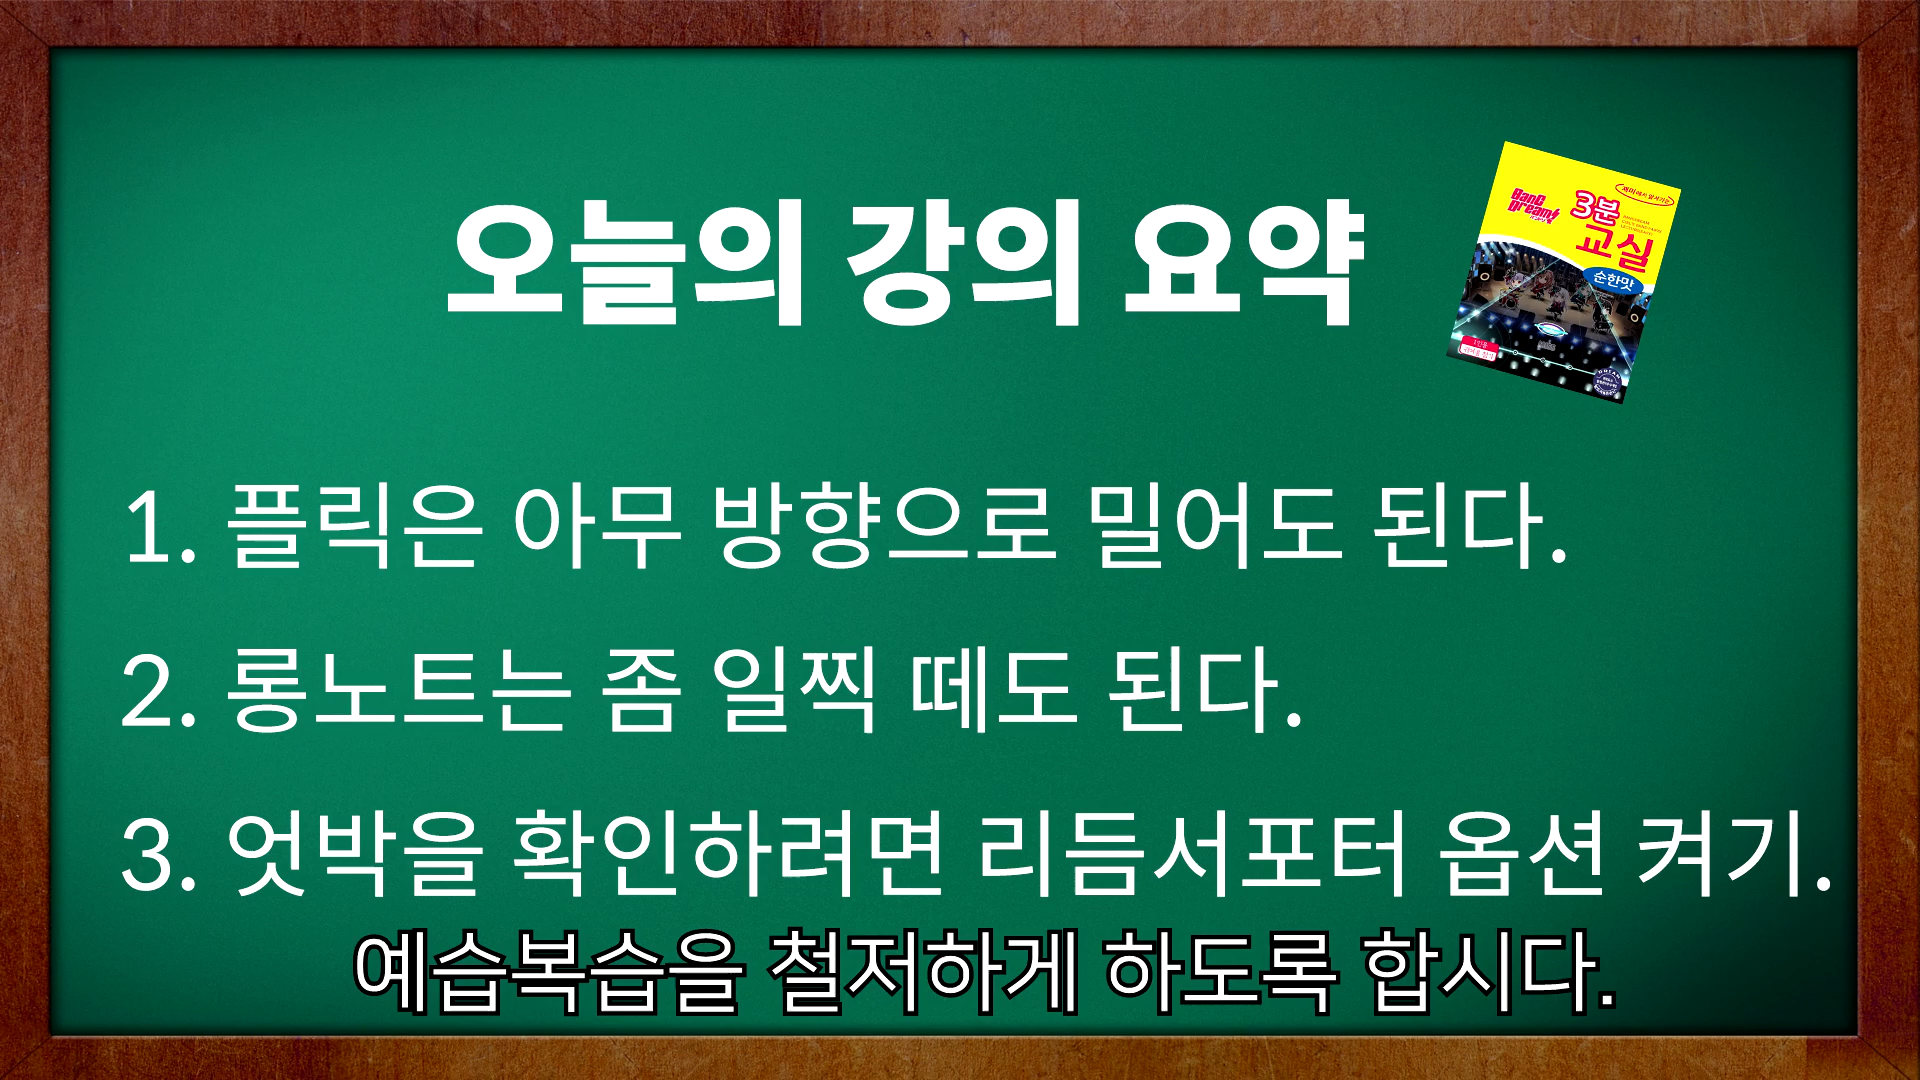 오늘의 강의 요약
BanG Dream!
3분
교실
순한맛
1. 플릭은 아무 방향으로 밀어도 된다.
2. 롱노트는 좀 일찍 떼도 된다.
3. 엇박을 확인하려면 리듬서포터 옵션 켜기.
예습복습을 철저하게 하도록 합시다.